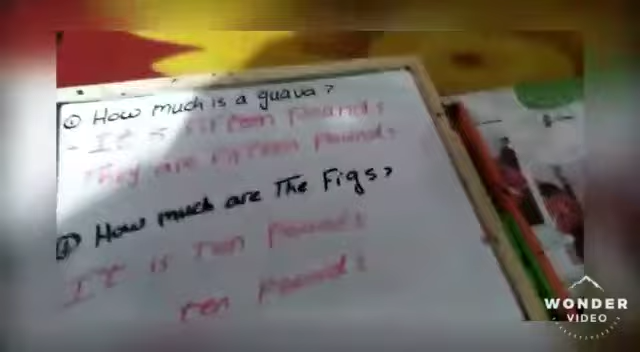 ① How much is a guava?
- It is fifteen pounds
They are fifteen pounds
How much are The Figs?
It is Ten pounds
ten pounds
WONDER
VIDEO